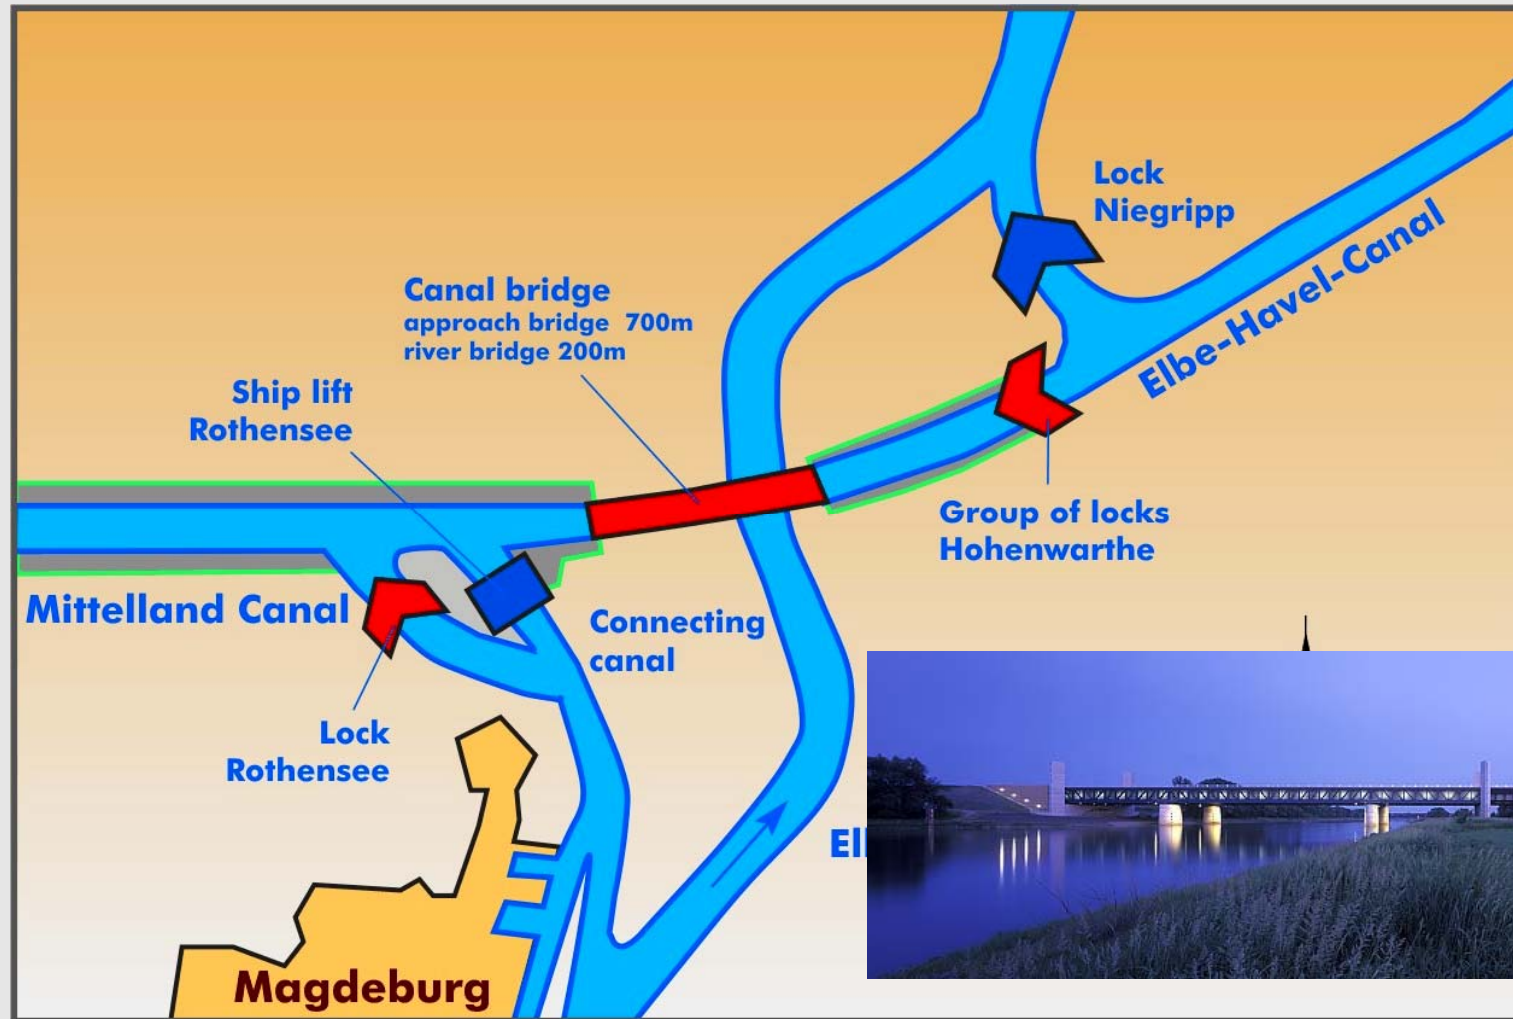 Lock
Niegripp
Elbe-Havel-Canal
Canal bridge
approach bridge 700m
river bridge 200m
Ship lift
Rothensee
Group of locks
Hohenwarthe
Mittelland Canal
Connecting
canal
Lock
Rothensee
Magdeburg